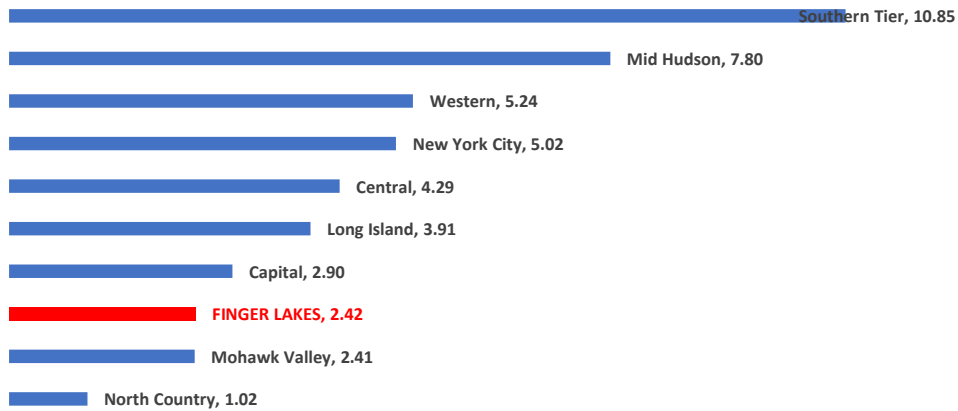 Southern Tier, 10.85
Mid Hudson, 7.80
Western, 5.24
New York City, 5.02
Central, 4.29
Long Island, 3.91
Capital, 2.90
FINGER LAKES, 2.42
Mohawk Valley, 2.41
North Country, 1.02